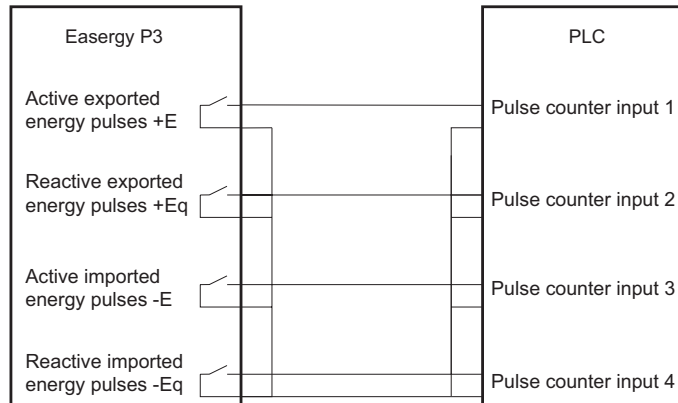 Easergy P3
PLC
Active exported
energy pulses +E
Pulse counter input 1
Reactive exported
energy pulses +Eq
Pulse counter input 2
Active imported
energy pulses -E
Pulse counter input 3
Reactive imported
energy pulses -Eq
Pulse counter input 4